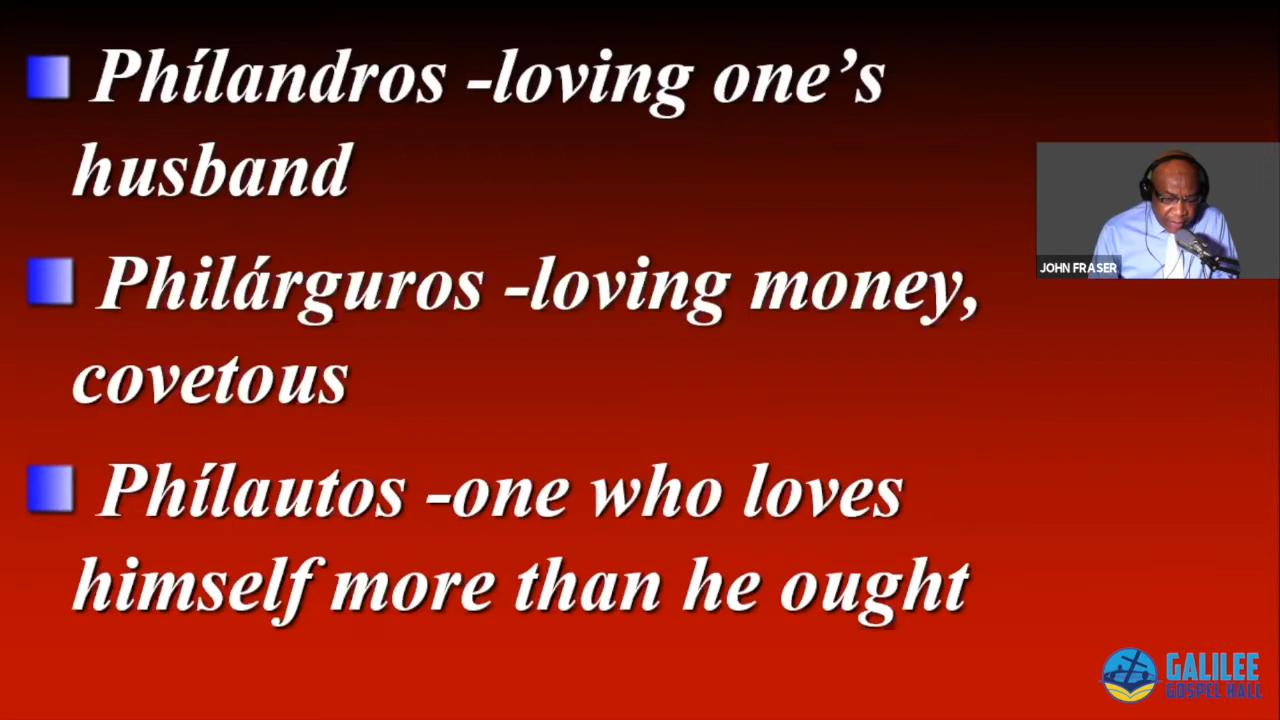 Phílandros -loving one’s
husband
Philárguros -loving money,
covetous
Phílautos -one who loves
himself more than he ought
JOHN FRASER
GALILEE
GOSPEL HALL